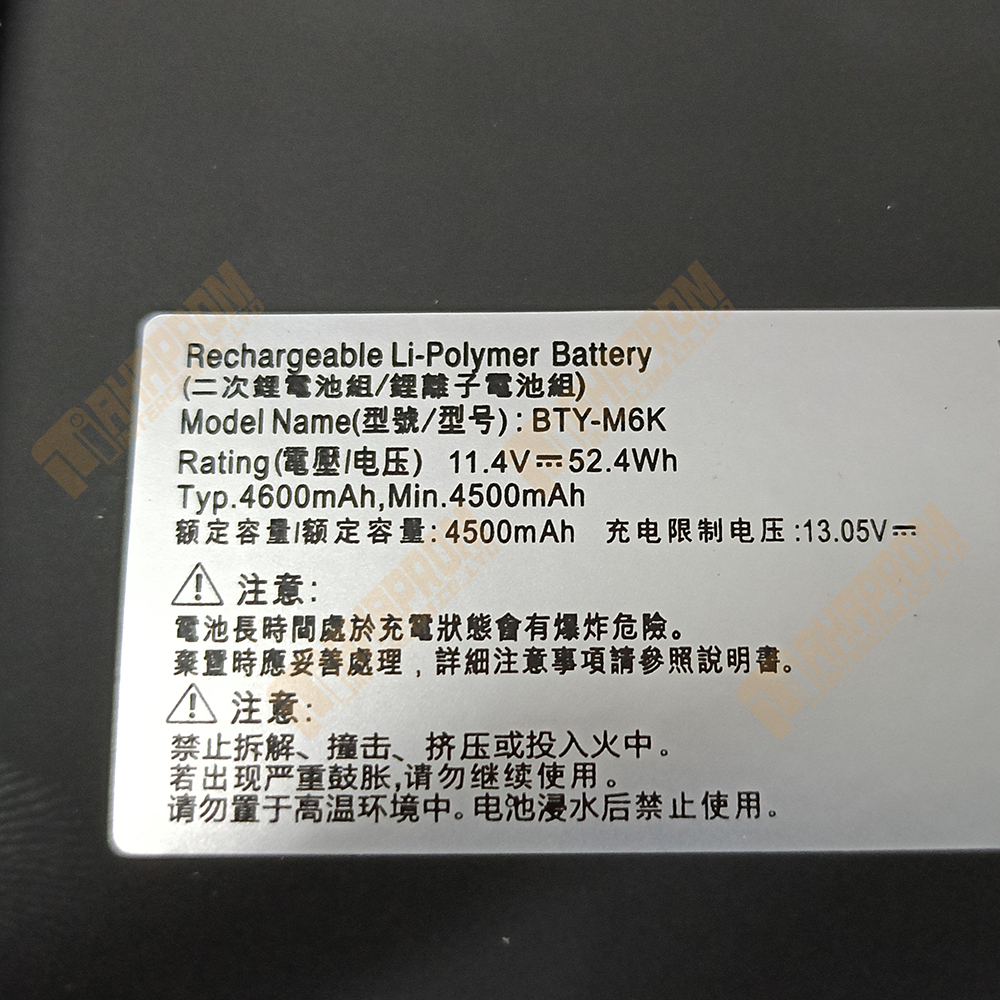 Rechargeable Li-Polymer Battery
(二次鋰電池組/鋰離子電池組)
Model Name(型號/型号): BTY-M6K
Rating(電壓/电压) 11.4V⎓52.4Wh
Typ.4600mAh,Min.4500mAh
额定容量/额定容量: 4500mAh 充电限制电压:13.05V⎓
⚠ 注意:
電池長時間處於充電狀態會有爆炸危險。
棄置時應妥善處理，詳細注意事項請參照說明書。
⚠ 注意:
禁止拆解、撞击、挤压或投入火中。
若出现严重鼓胀,请勿继续使用。
请勿置于高温环境中。电池浸水后禁止使用。